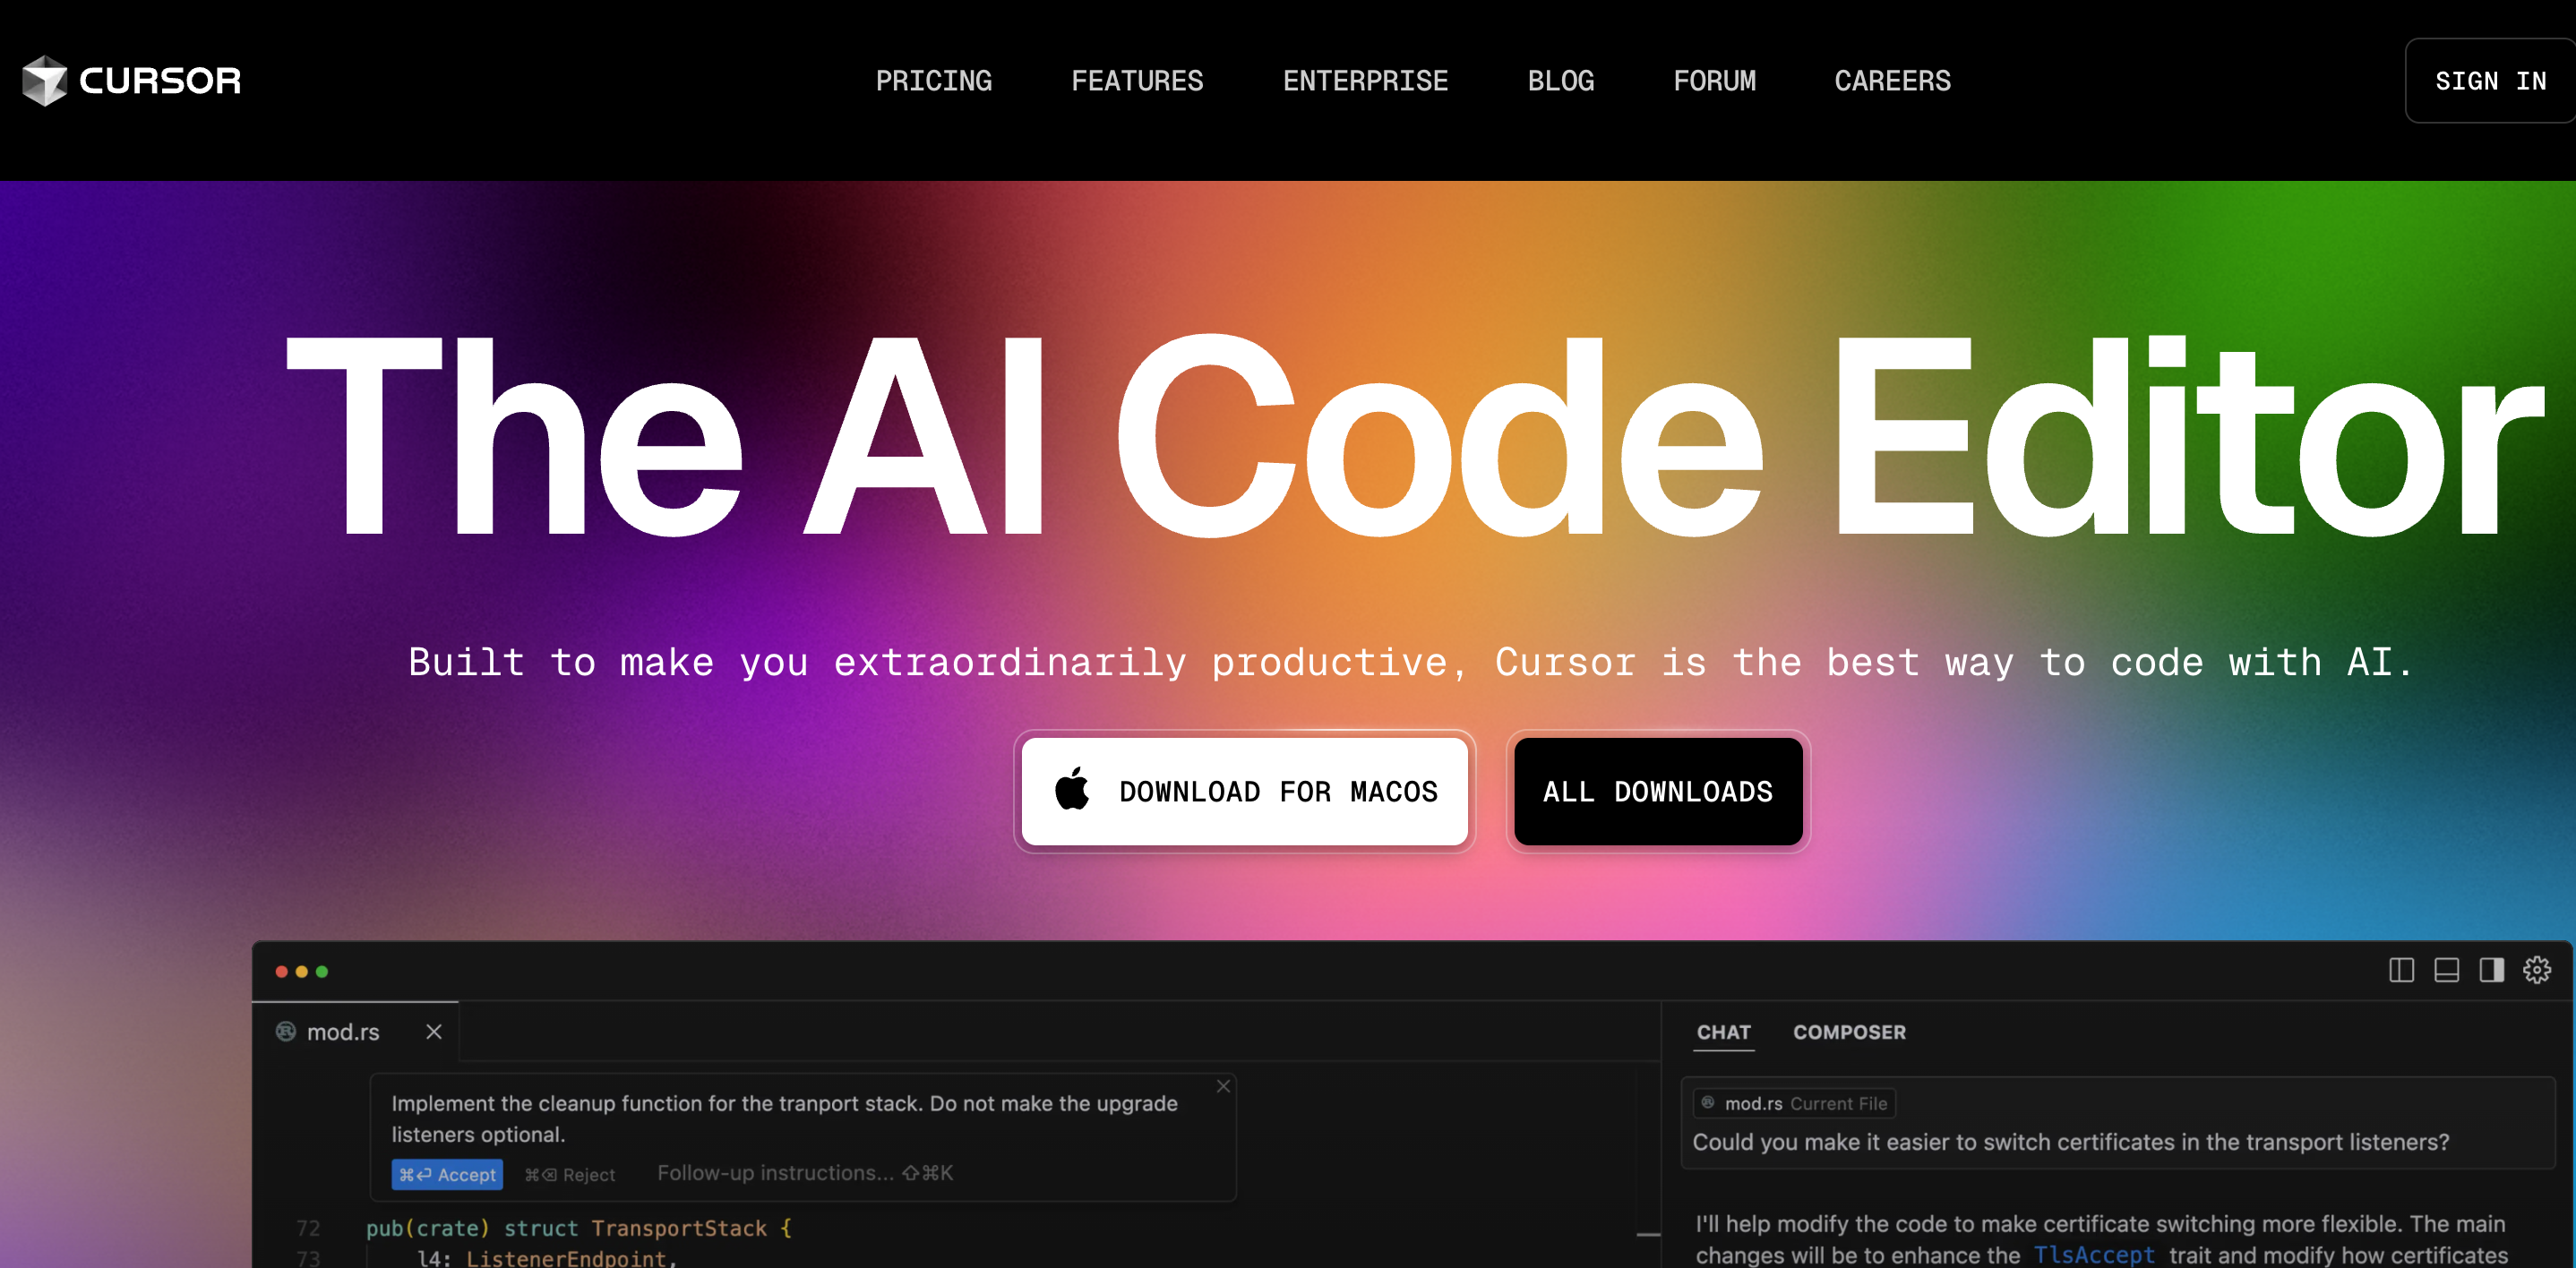 CURSOR
PRICING FEATURES ENTERPRISE BLOG FORUM CAREERS
SIGN IN
The AI Code Editor
Built to make you extraordinarily productive, Cursor is the best way to code with AI.
DOWNLOAD FOR MACOS
ALL DOWNLOADS
mod.rs
Implement the cleanup function for the tranport stack. Do not make the upgrade
listeners optional.
⌘⏎ Accept ⌘⌫ Reject Follow-up instructions... ⇧⌘K
72 pub(crate) struct TransportStack {
73 l4: ListenerEndpoint,
CHAT COMPOSER
mod.rs Current File
Could you make it easier to switch certificates in the transport listeners?
I'll help modify the code to make certificate switching more flexible. The main
changes will be to enhance the TlsAccept trait and modify how certificates